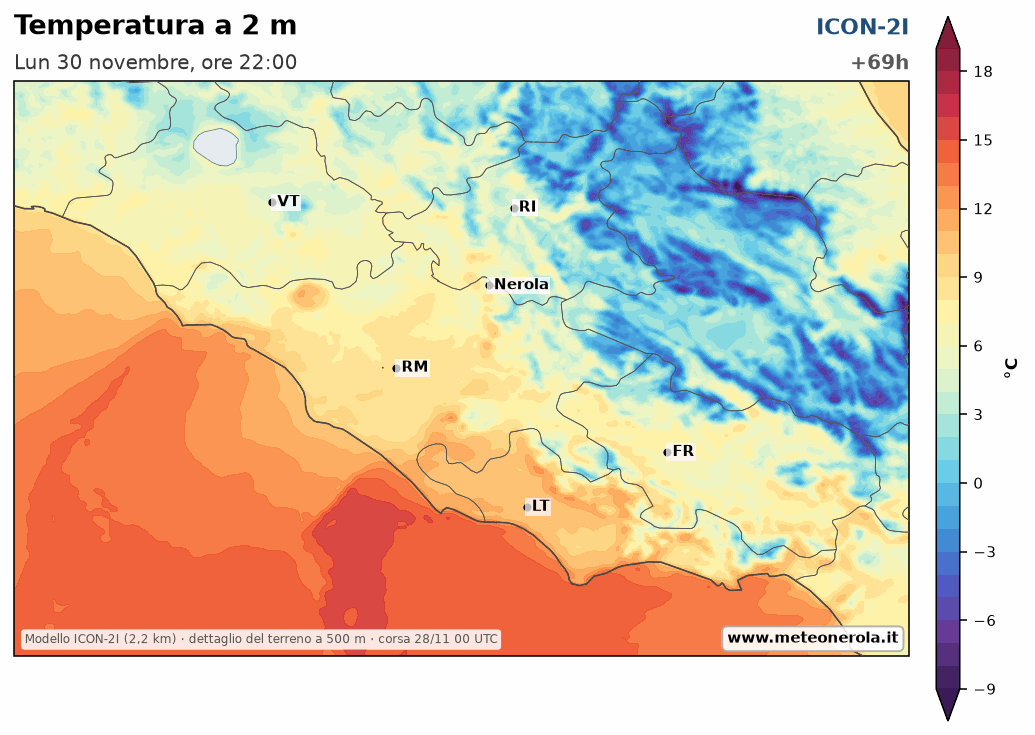 Temperatura a 2 m
ICON-2I
Lun 30 novembre, ore 22:00
+69h
VT
RI
Nerola
RM
FR
LT
18
15
12
9
6
3
0
−3
−6
−9
°C
Modello ICON-2I (2,2 km) · dettaglio del terreno a 500 m · corsa 28/11 00 UTC
www.meteonerola.it